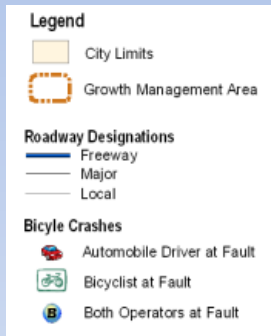 Legend
City Limits
Growth Management Area
Roadway Designations
Freeway
Major
Local
Bicyle Crashes
Automobile Driver at Fault
Bicyclist at Fault
B Both Operators at Fault